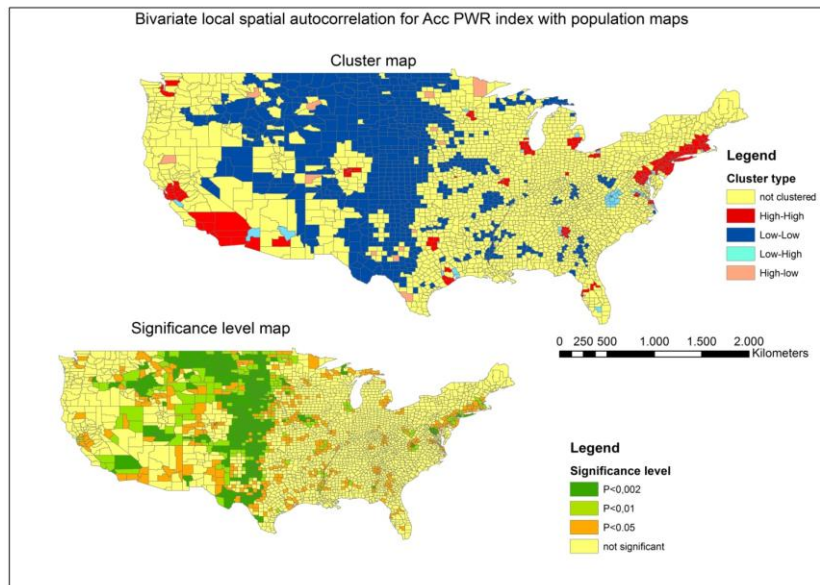 Bivariate local spatial autocorrelation for Acc PWR index with population maps
Cluster map
Legend
Cluster type
not clustered
High-High
Low-Low
Low-High
High-low
0 250 500 1.000 1.500 2.000
Kilometers
Significance level map
Legend
Significance level
P<0,002
P<0,01
P<0,05
not significant